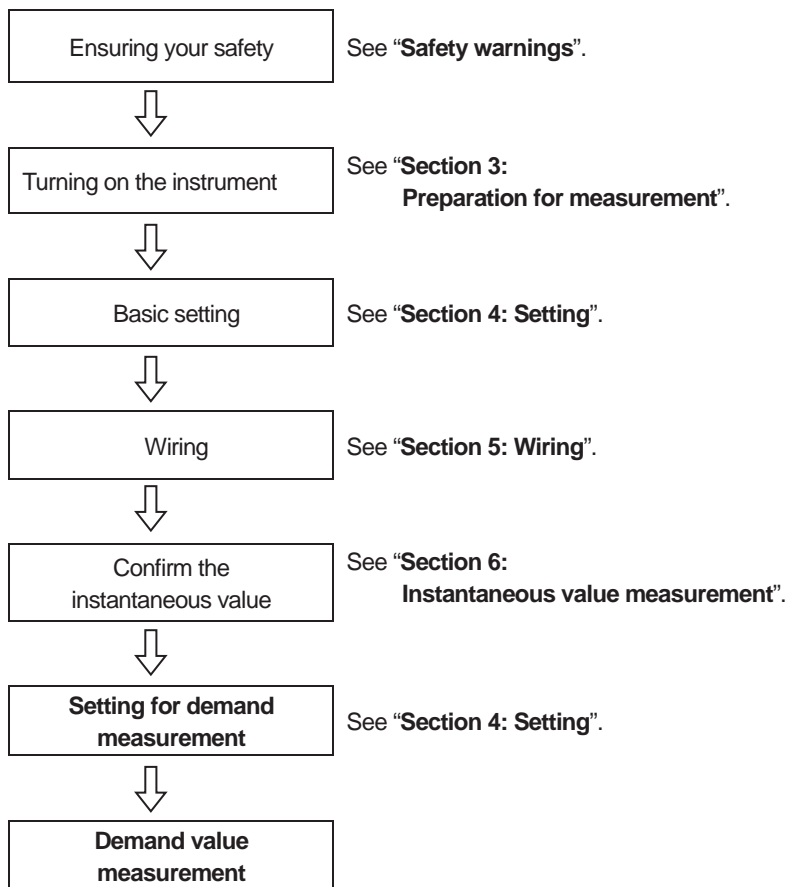 Ensuring your safety
See “Safety warnings”.
Turning on the instrument
See “Section 3:
Preparation for measurement”.
Basic setting
See “Section 4: Setting”.
Wiring
See “Section 5: Wiring”.
Confirm the
instantaneous value
See “Section 6:
Instantaneous value measurement”.
Setting for demand
measurement
See “Section 4: Setting”.
Demand value
measurement